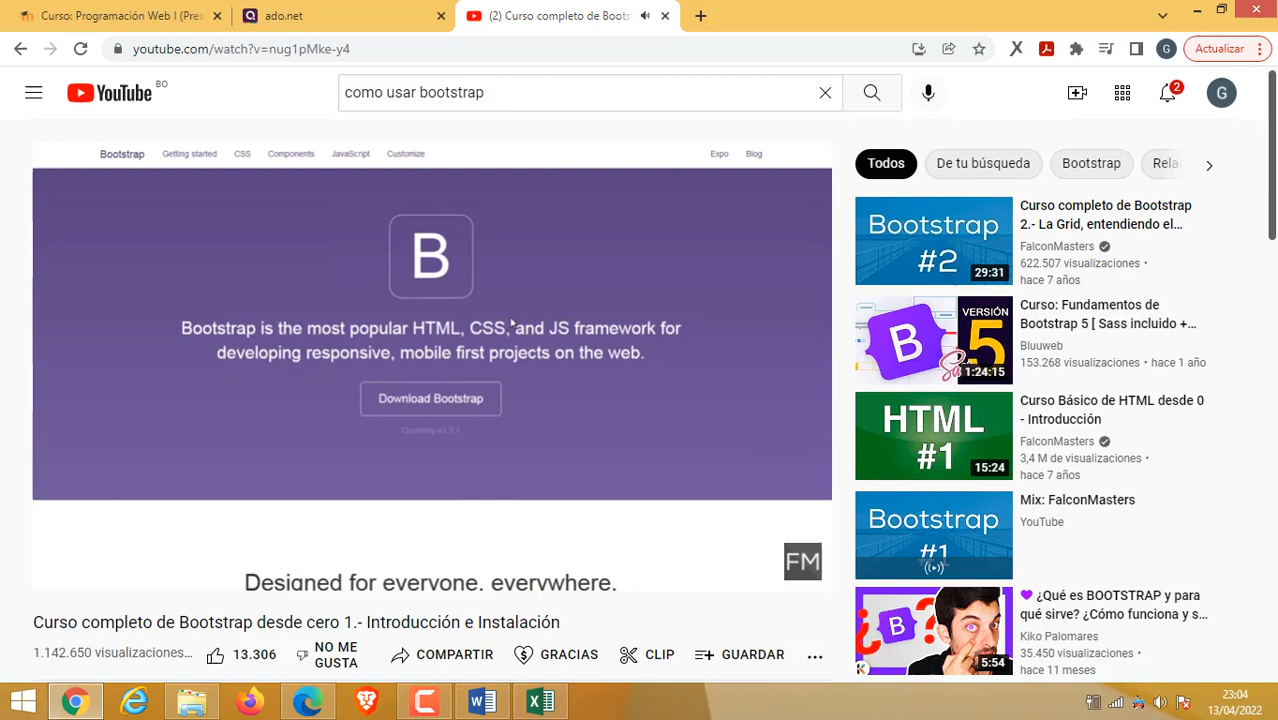 Curso: Programación Web I (Pres
ado.net
(2) Curso completo de Boots
youtube.com/watch?v=nug1pMke-y4
G
Actualizar
YouTube
BO
como usar bootstrap
2
G
Bootstrap
Getting started
CSS
Components
JavaScript
Customize
Expo
Blog
B
Bootstrap is the most popular HTML, CSS, and JS framework for
developing responsive, mobile first projects on the web.
Download Bootstrap
Currently v3.3.1
Designed for everyone, everywhere.
FM
Curso completo de Bootstrap desde cero 1.- Introducción e Instalación
1.142.650 visualizaciones...
13.306
NO ME
GUSTA
COMPARTIR
GRACIAS
CLIP
GUARDAR
Todos
De tu búsqueda
Bootstrap
Rela
Bootstrap
#2
29:31
Curso completo de Bootstrap
2.- La Grid, entendiendo el...
FalconMasters
622.507 visualizaciones •
hace 7 años
B
VERSIÓN
5
1:24:15
Curso: Fundamentos de
Bootstrap 5 [ Sass incluido +...
Bluuweb
153.268 visualizaciones • hace 1 año
HTML
#1
15:24
Curso Básico de HTML desde 0
- Introducción
FalconMasters
3,4 M de visualizaciones •
hace 7 años
Bootstrap
#1
Mix: FalconMasters
YouTube
¿
B
?
5:54
¿Qué es BOOTSTRAP y para
qué sirve? ¿Cómo funciona y s...
Kiko Palomares
35.450 visualizaciones •
hace 11 meses
23:04
13/04/2022